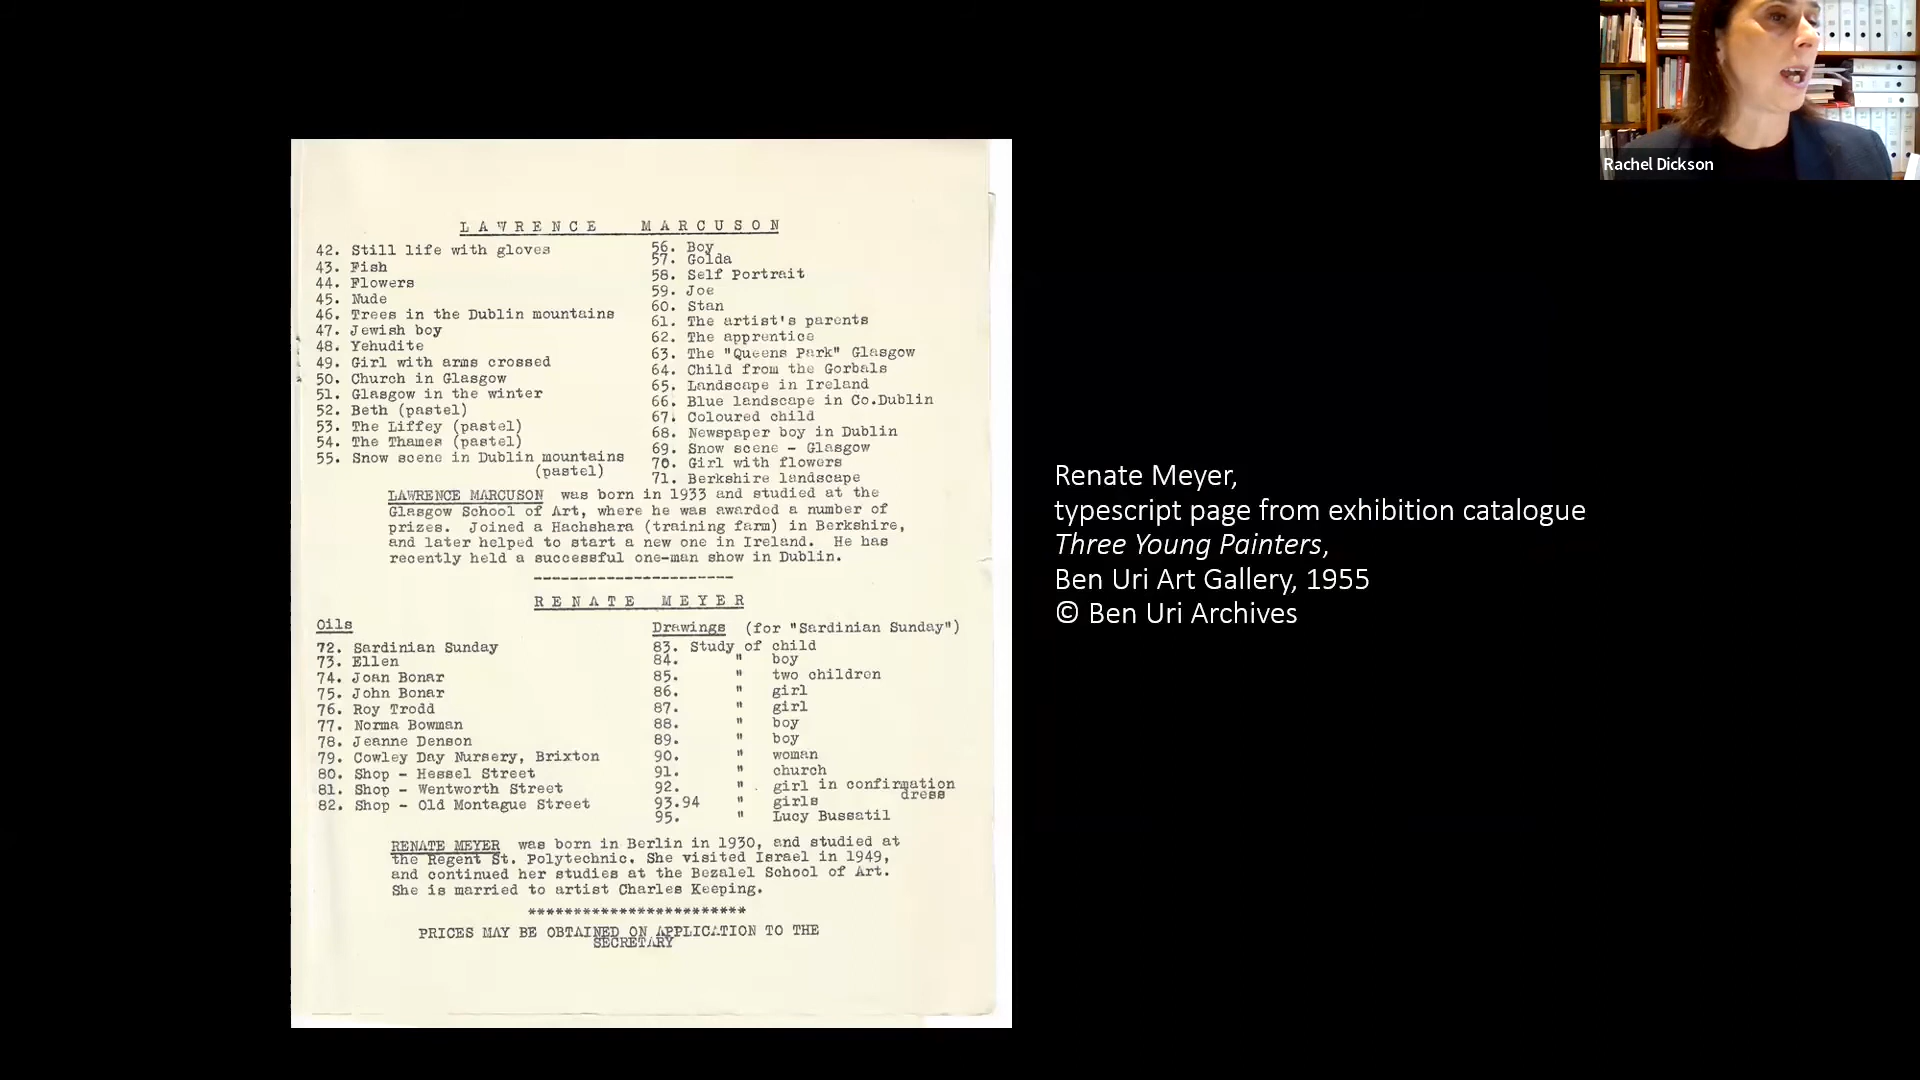 Rachel Dickson
L A W R E N C E   M A R C U S O N
42. Still life with gloves
43. Fish
44. Flowers
45. Nude
46. Trees in the Dublin mountains
47. Jewish boy
48. Yehudite
49. Girl with arms crossed
50. Church in Glasgow
51. Glasgow in the winter
52. Beth (pastel)
53. The Liffey (pastel)
54. The Thames (pastel)
55. Snow scene in Dublin mountains
(pastel)
56. Boy
57. Golda
58. Self Portrait
59. Joe
60. Stan
61. The artist's parents
62. The apprentice
63. The "Queens Park" Glasgow
64. Child from the Gorbals
65. Landscape in Ireland
66. Blue landscape in Co.Dublin
67. Coloured child
68. Newspaper boy in Dublin
69. Snow scene - Glasgow
70. Girl with flowers
71. Berkshire landscape
LAWRENCE MARCUSON was born in 1933 and studied at the
Glasgow School of Art, where he was awarded a number of
prizes. Joined a Hachshara (training farm) in Berkshire,
and later helped to start a new one in Ireland. He has
recently held a successful one-man show in Dublin.
----------------------
R E N A T E   M E Y E R
Oils
72. Sardinian Sunday
73. Ellen
74. Joan Bonar
75. John Bonar
76. Roy Trodd
77. Norma Bowman
78. Jeanne Denson
79. Cowley Day Nursery, Brixton
80. Shop - Hessel Street
81. Shop - Wentworth Street
82. Shop - Old Montague Street
Drawings (for "Sardinian Sunday")
83. Study of child
84. " boy
85. " two children
86. " girl
87. " girl
88. " boy
89. " boy
90. " woman
91. " church
92. " girl in confirmation
dress
93.94 " girls
95. " Lucy Bussatil
RENATE MEYER was born in Berlin in 1930, and studied at
the Regent St. Polytechnic. She visited Israel in 1949,
and continued her studies at the Bezalel School of Art.
She is married to artist Charles Keeping.
************************
PRICES MAY BE OBTAINED ON APPLICATION TO THE
SECRETARY
Renate Meyer,
typescript page from exhibition catalogue
Three Young Painters,
Ben Uri Art Gallery, 1955
© Ben Uri Archives